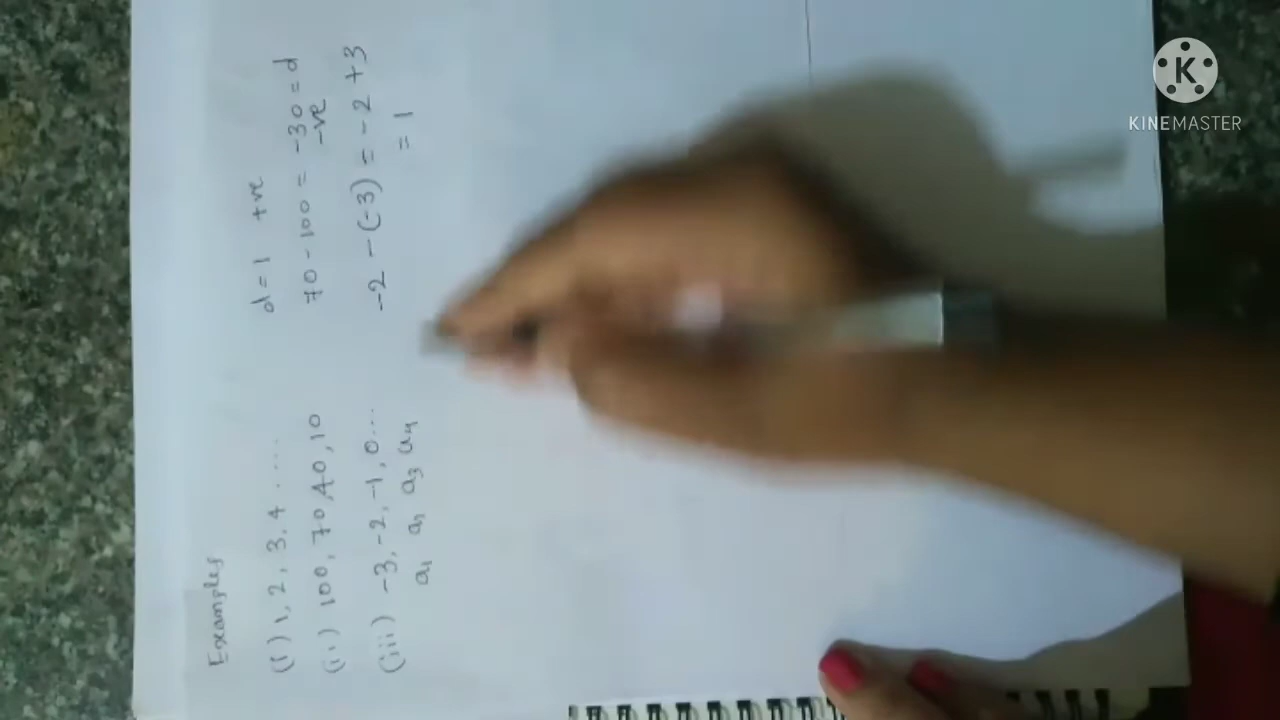 Examples
(i) 1, 2, 3, 4 .....   d = 1   +ve
(ii) 100, 70, 40, 10   70 - 100 = -30 = d
-ve
(iii) -3, -2, -1, 0...   -2 - (-3) = -2 +3
a₁ a₃ a₄   = 1
KINEMASTER